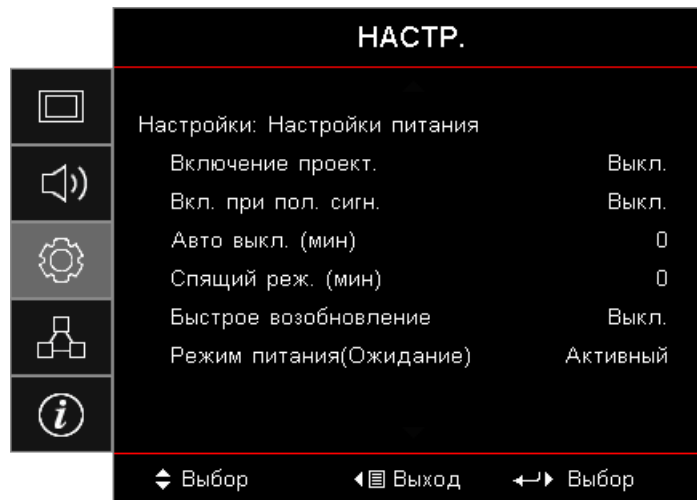 НАСТР.
Настройки: Настройки питания
Включение проект. Выкл.
Вкл. при пол. сигн. Выкл.
Авто выкл. (мин) 0
Спящий реж. (мин) 0
Быстрое возобновление Выкл.
Режим питания(Ожидание) Активный
Выбор Выход Выбор